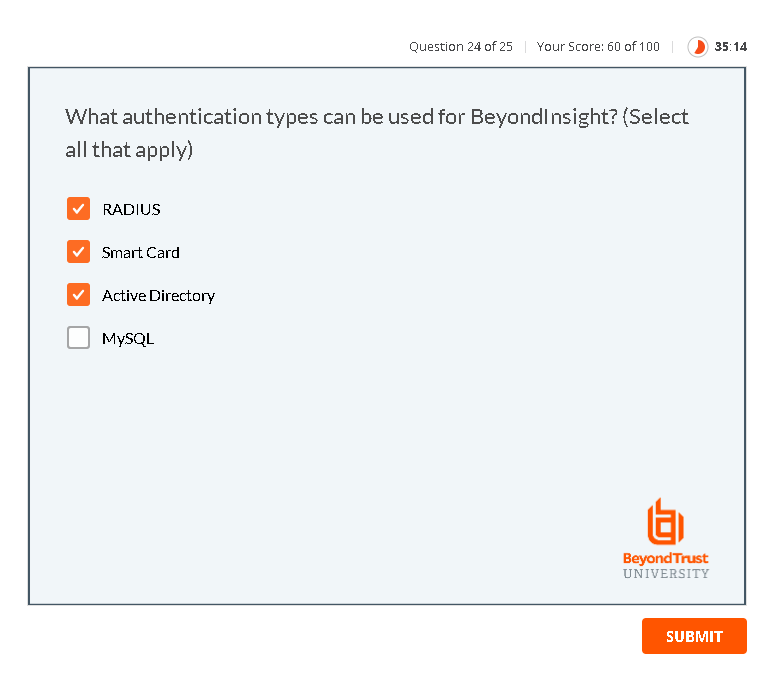 Question 24 of 25 | Your Score: 60 of 100 | 35:14
What authentication types can be used for BeyondInsight? (Select
all that apply)
RADIUS
Smart Card
Active Directory
MySQL
BeyondTrust
UNIVERSITY
SUBMIT